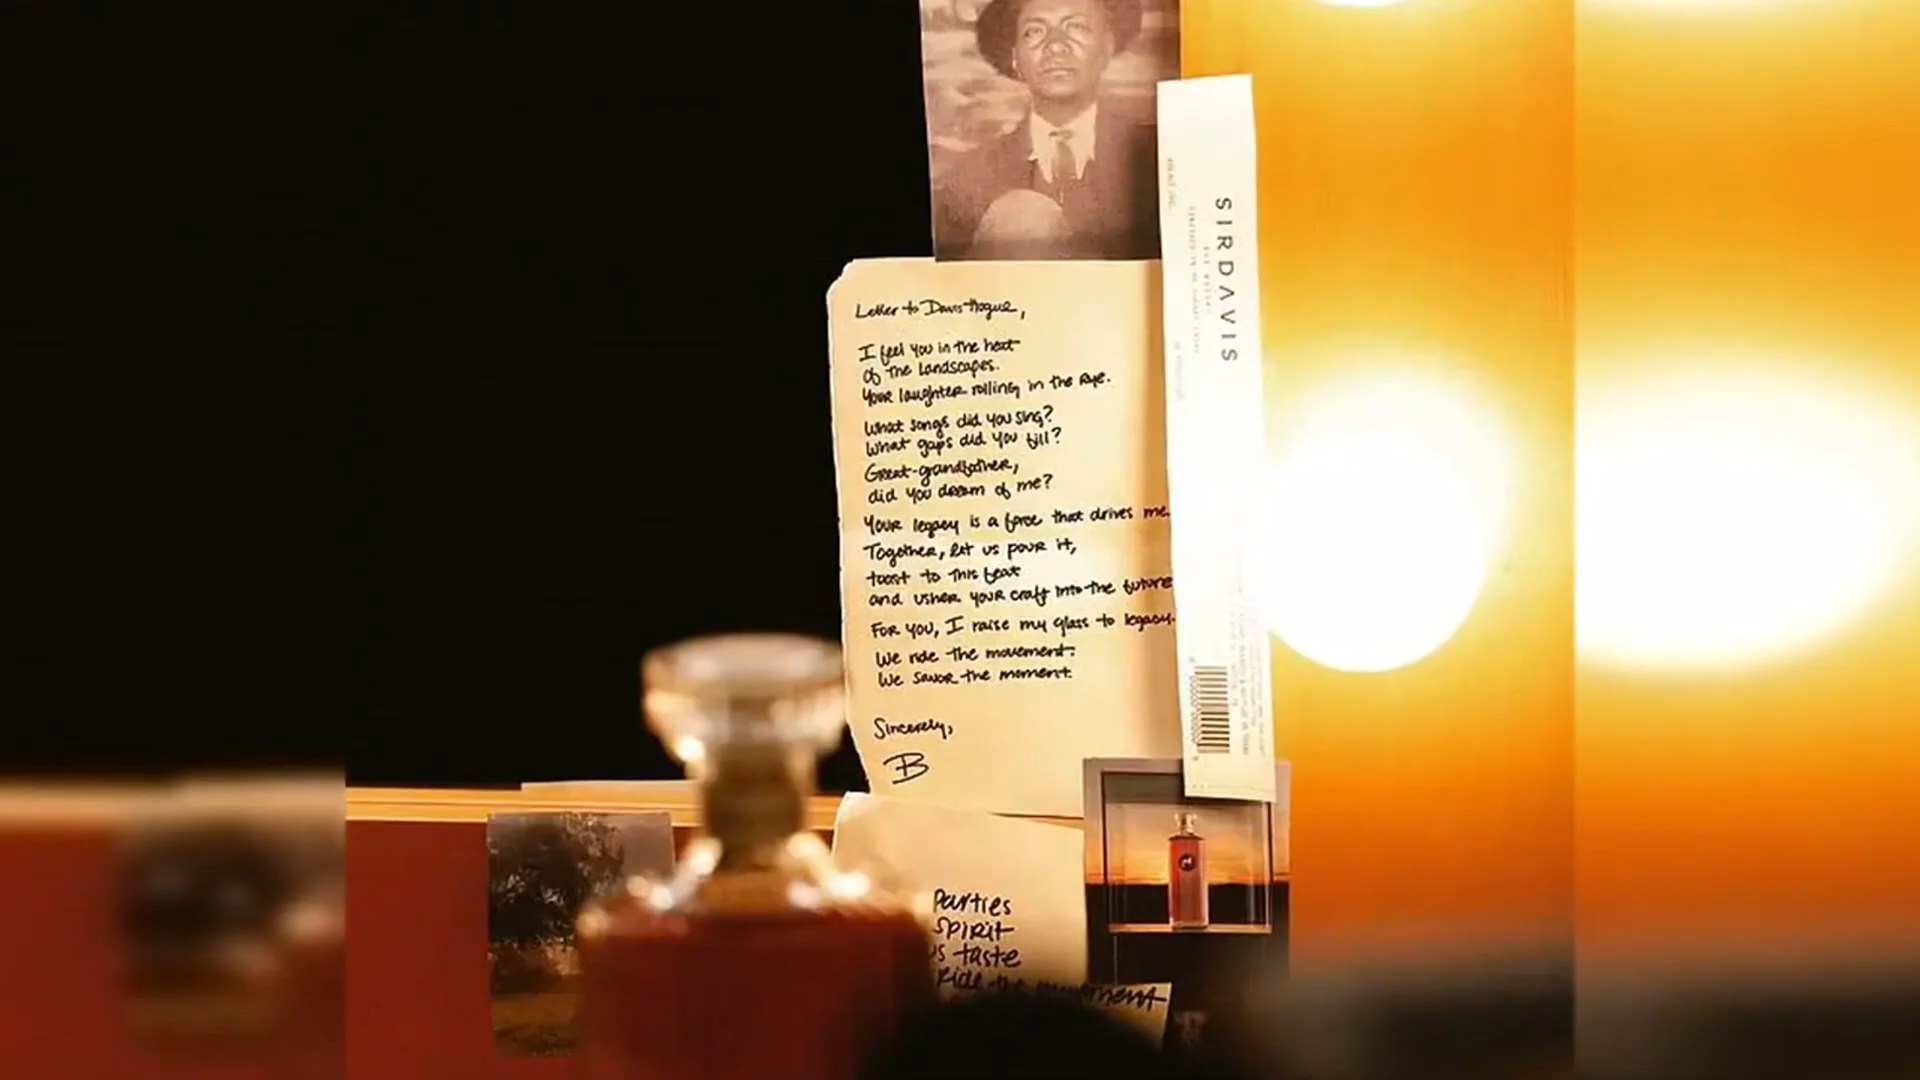 Letter to Davis Hogue,
I feel you in the heat
of the landscapes.
Your laughter rolling in the Rye.
What songs did you sing?
What gaps did you fill?
Great-grandfather,
did you dream of me?
Your legacy is a force that drives me.
Together, let us pour it,
toast to this feat
and usher your craft into the future
For you, I raise my glass to legacy.
We ride the movement.
We savor the moment.
Sincerely,
B
SIRDAVIS
Parties
Spirit
us taste
ride the movement